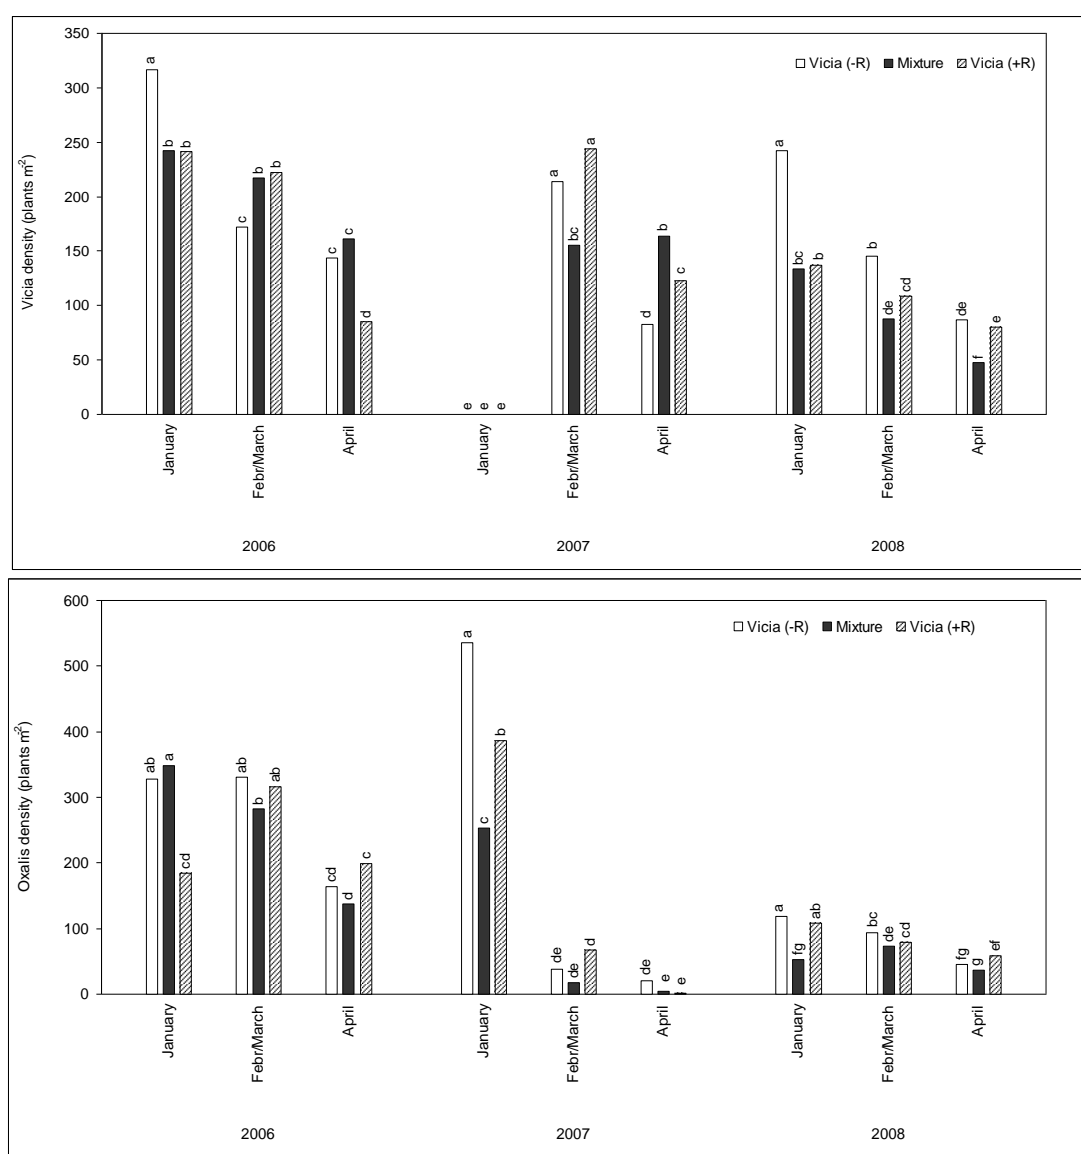 350
300
250
200
150
100
50
0
Vicia density (plants m-2)
Vicia (-R) Mixture Vicia (+R)
a b b c b b c c d
e e e a bc a d b c
a bc b b de cd de f e
January Febr/March April January Febr/March April January Febr/March April
2006 2007 2008
600
500
400
300
200
100
0
Oxalis density (plants m-2)
Vicia (-R) Mixture Vicia (+R)
ab a cd ab b ab cd d c
a c b de de d de e e
a fg ab bc de cd fg g ef
January Febr/March April January Febr/March April January Febr/March April
2006 2007 2008